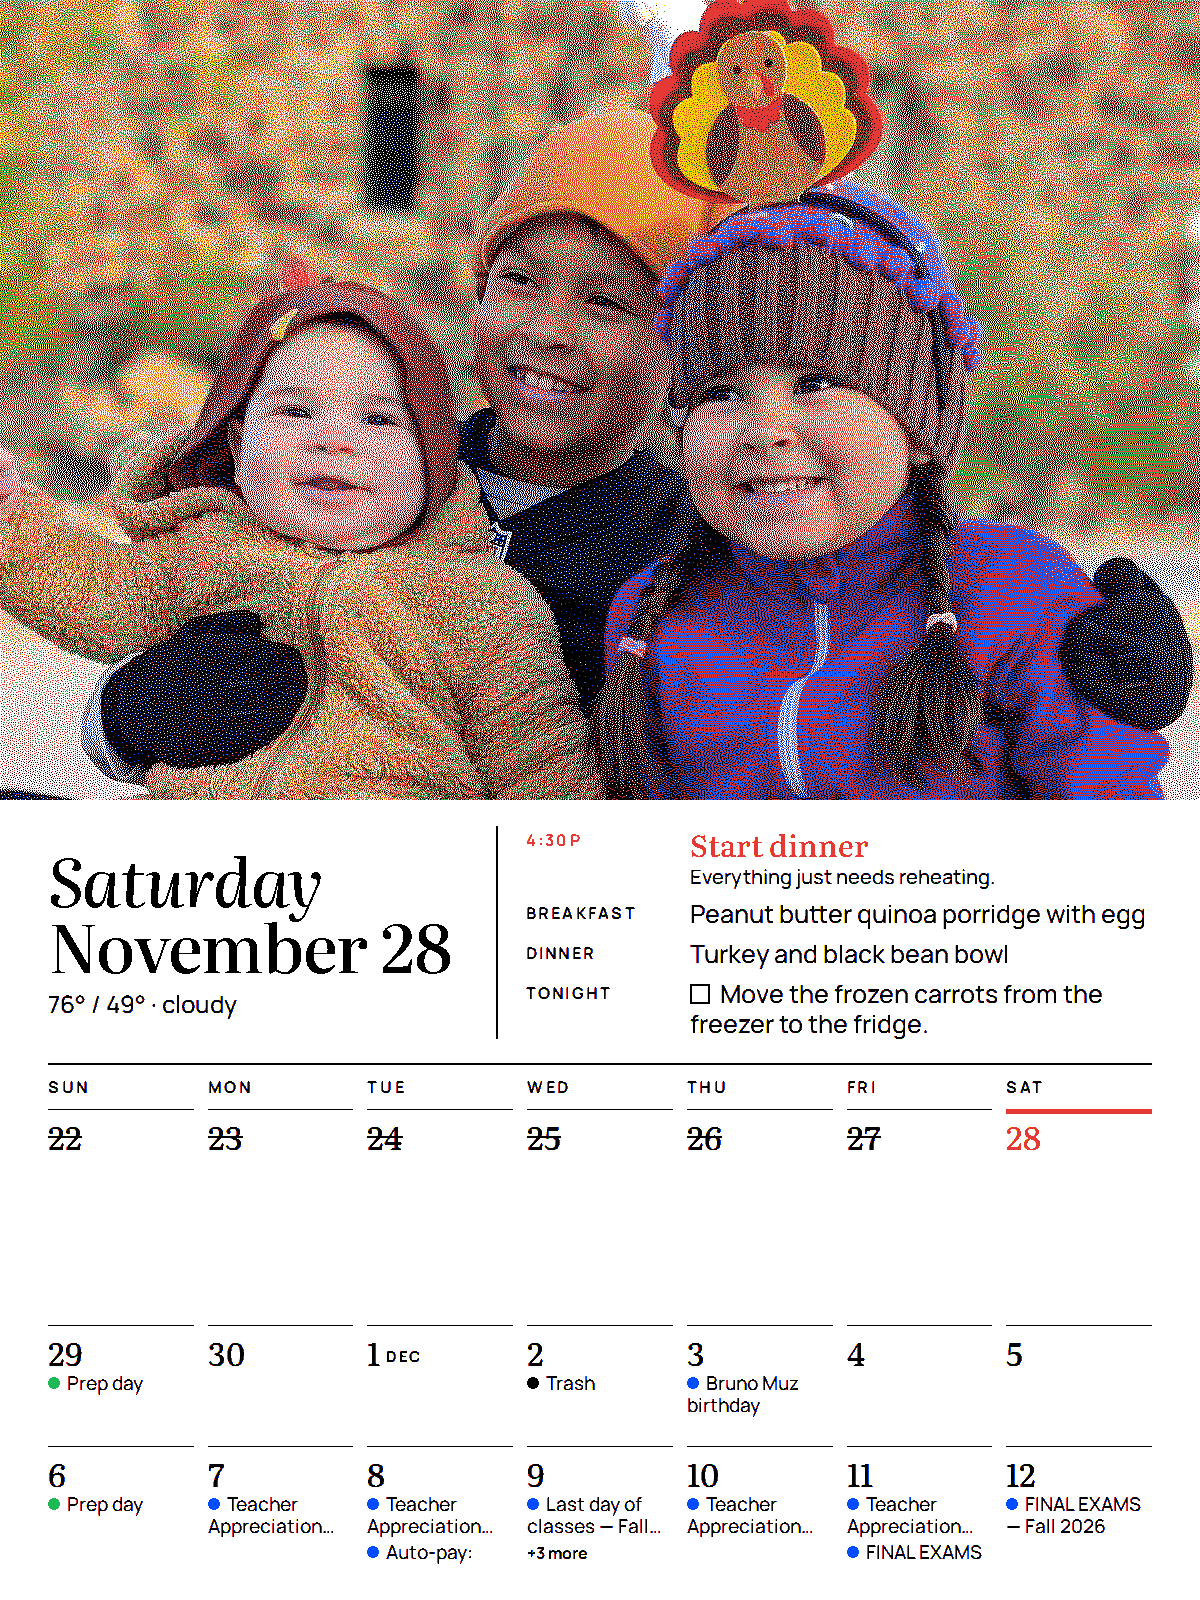 4:30P
Start dinner
Everything just needs reheating.
Saturday
November 28
76° / 49° · cloudy
BREAKFAST
Peanut butter quinoa porridge with egg
DINNER
Turkey and black bean bowl
TONIGHT
Move the frozen carrots from the
freezer to the fridge.
SUN MON TUE WED THU FRI SAT
22 23 24 25 26 27 28
29 30 1 DEC 2 3 4 5
Prep day
Trash
Bruno Muz
birthday
6 7 8 9 10 11 12
Prep day
Teacher
Appreciation...
Teacher
Appreciation...
Auto-pay:
Last day of
classes — Fall...
+3 more
Teacher
Appreciation...
Teacher
Appreciation...
FINAL EXAMS
FINAL EXAMS
— Fall 2026